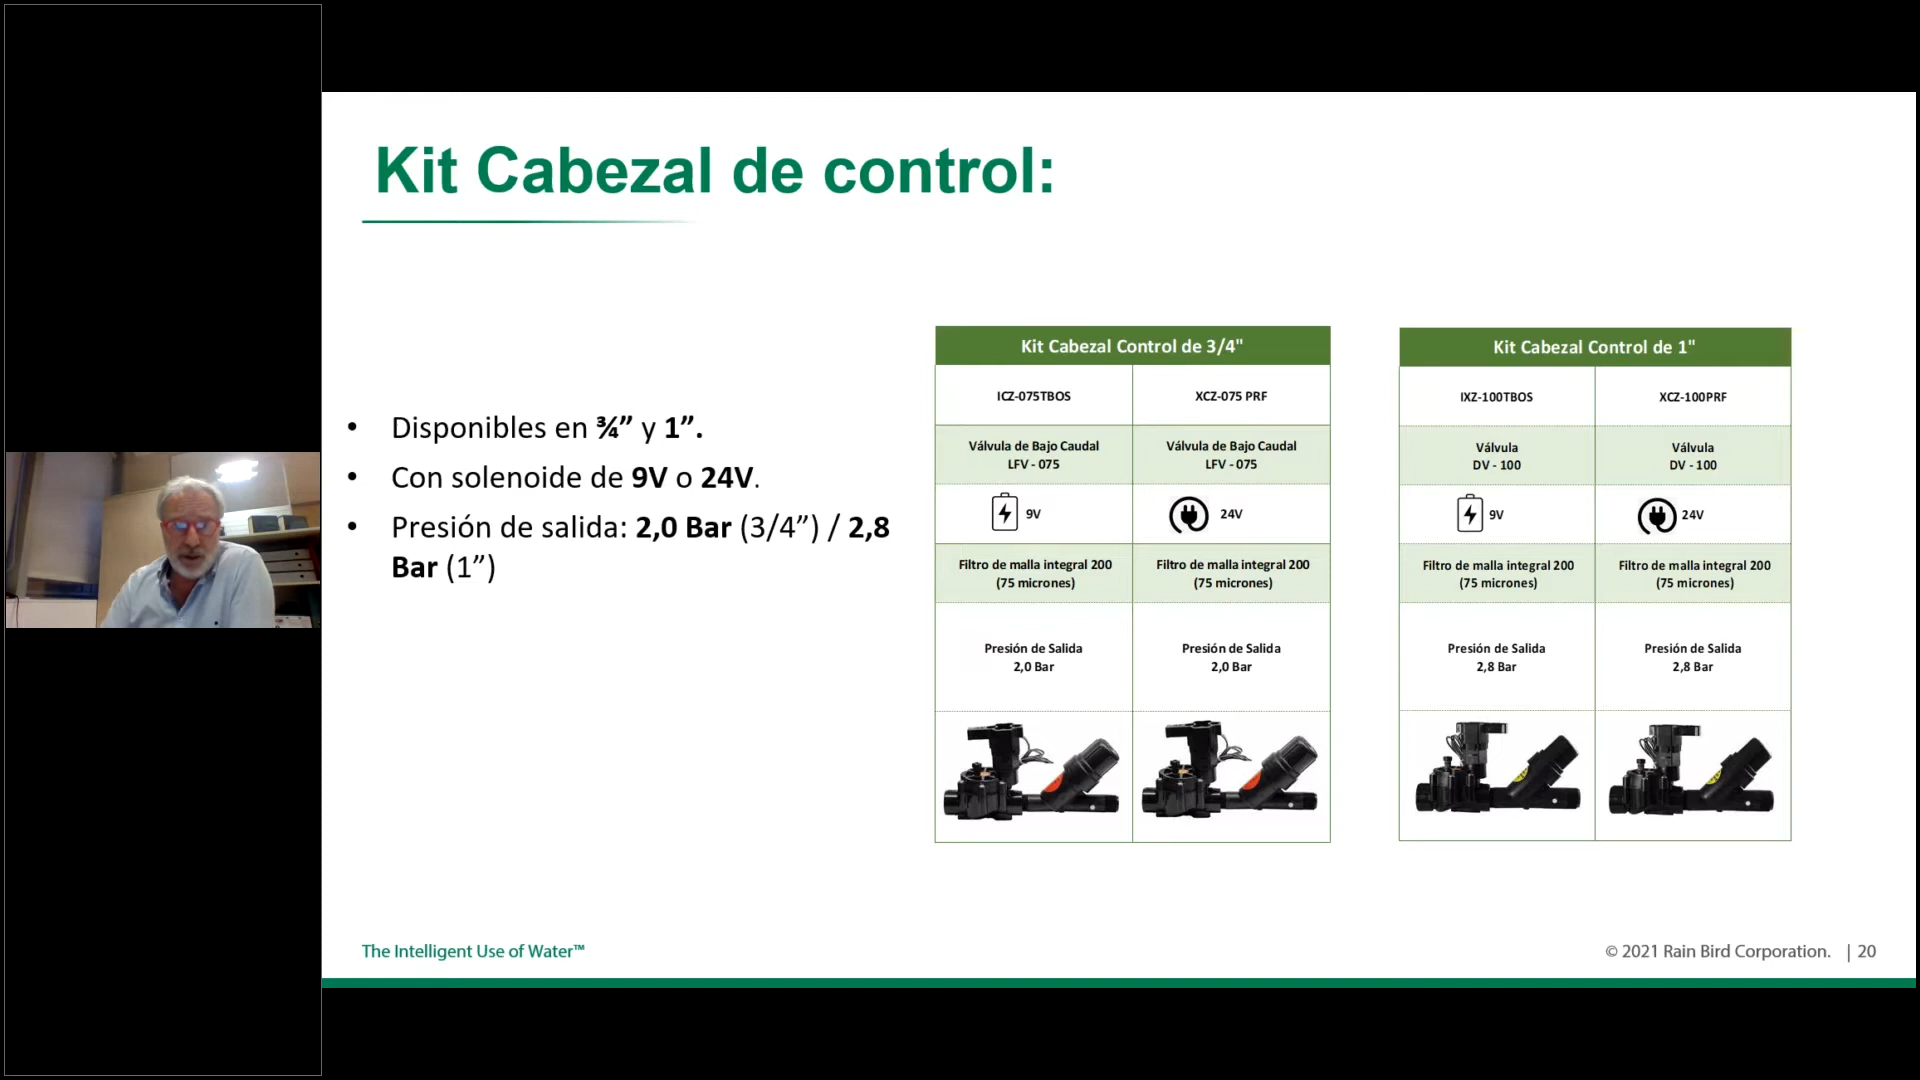 Kit Cabezal de control:
• Disponibles en ¾” y 1”.
• Con solenoide de 9V o 24V.
• Presión de salida: 2,0 Bar (3/4”) / 2,8
Bar (1”)
Kit Cabezal Control de 3/4"
ICZ-075TBOS
XCZ-075 PRF
Válvula de Bajo Caudal
LFV - 075
Válvula de Bajo Caudal
LFV - 075
9V
24V
Filtro de malla integral 200
(75 micrones)
Filtro de malla integral 200
(75 micrones)
Presión de Salida
2,0 Bar
Presión de Salida
2,0 Bar
Kit Cabezal Control de 1"
IXZ-100TBOS
XCZ-100PRF
Válvula
DV - 100
Válvula
DV - 100
9V
24V
Filtro de malla integral 200
(75 micrones)
Filtro de malla integral 200
(75 micrones)
Presión de Salida
2,8 Bar
Presión de Salida
2,8 Bar
The Intelligent Use of Water™
© 2021 Rain Bird Corporation. | 20